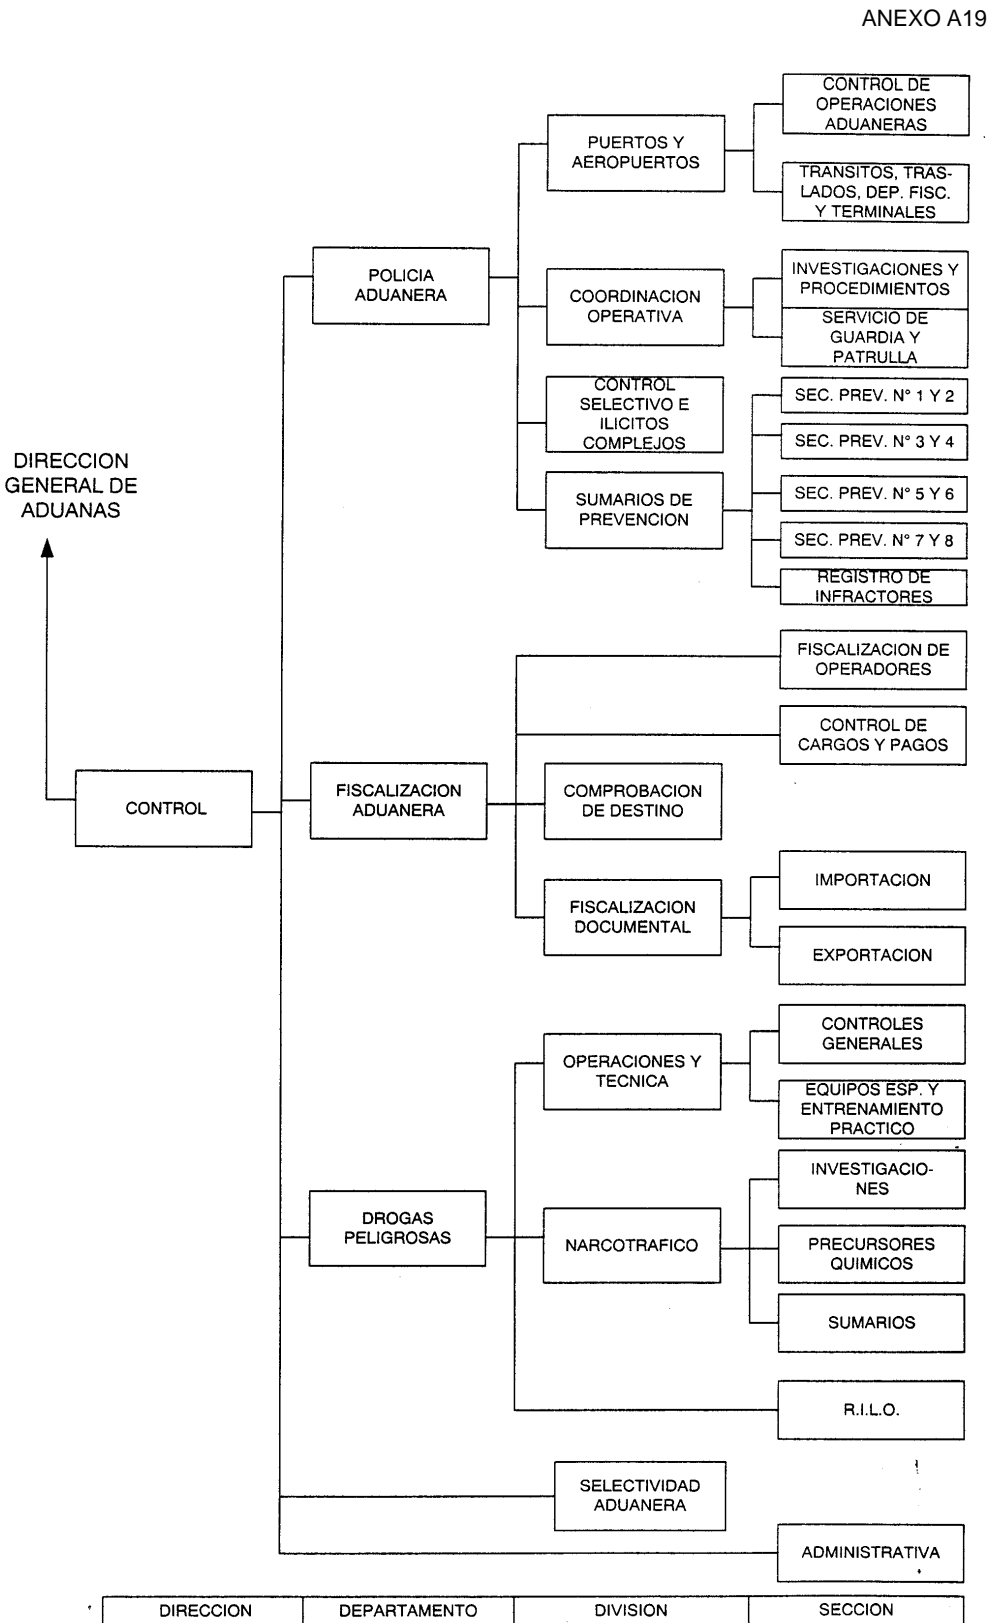 ANEXO A19
CONTROL DE
OPERACIONES
ADUANERAS
PUERTOS Y
AEROPUERTOS
TRANSITOS, TRAS-
LADOS, DEP. FISC.
Y TERMINALES
POLICIA
ADUANERA
COORDINACION
OPERATIVA
INVESTIGACIONES Y
PROCEDIMIENTOS
SERVICIO DE
GUARDIA Y
PATRULLA
CONTROL
SELECTIVO E
ILICITOS
COMPLEJOS
SEC. PREV. N° 1 Y 2
SEC. PREV. N° 3 Y 4
DIRECCION
GENERAL DE
ADUANAS
SUMARIOS DE
PREVENCION
SEC. PREV. N° 5 Y 6
SEC. PREV. N° 7 Y 8
REGISTRO DE
INFRACTORES
FISCALIZACION DE
OPERADORES
CONTROL DE
CARGOS Y PAGOS
CONTROL
FISCALIZACION
ADUANERA
COMPROBACION
DE DESTINO
FISCALIZACION
DOCUMENTAL
IMPORTACION
EXPORTACION
OPERACIONES Y
TECNICA
CONTROLES
GENERALES
EQUIPOS ESP. Y
ENTRENAMIENTO
PRACTICO
DROGAS
PELIGROSAS
NARCOTRAFICO
INVESTIGACIO-
NES
PRECURSORES
QUIMICOS
SUMARIOS
R.I.L.O.
SELECTIVIDAD
ADUANERA
ADMINISTRATIVA
DIRECCION DEPARTAMENTO DIVISION SECCION